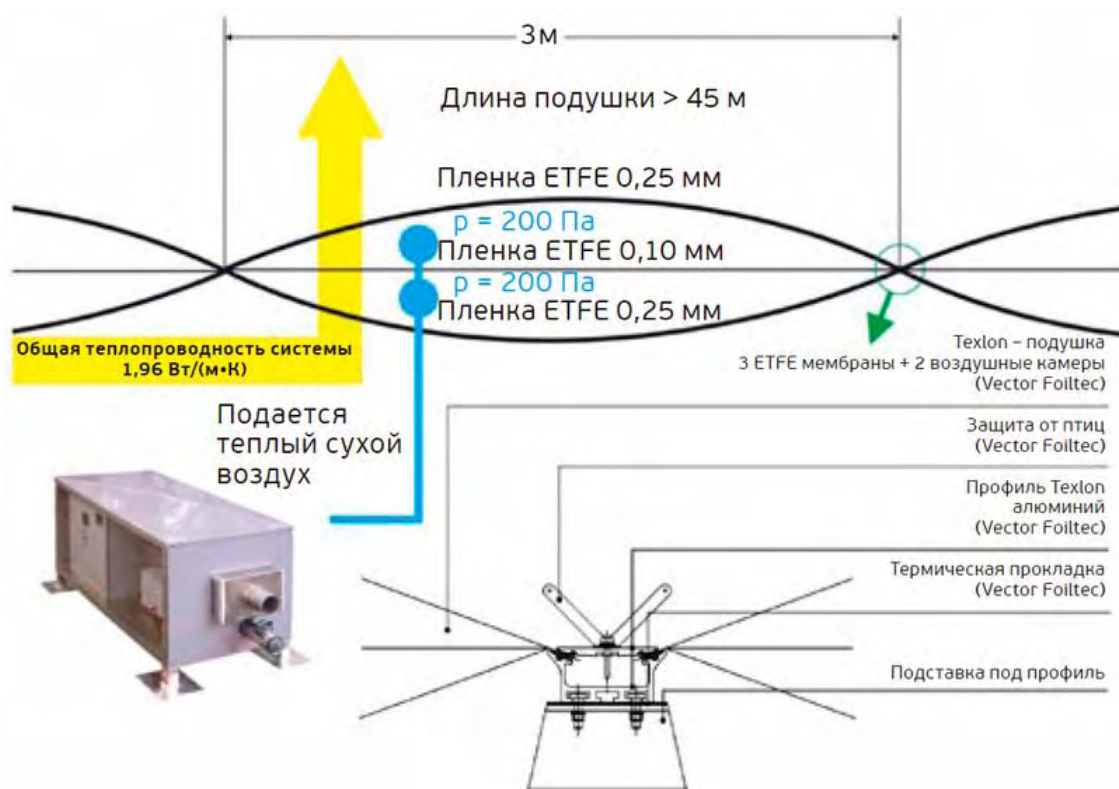 3м
Длина подушки > 45 м
Пленка ETFE 0,25 мм
p = 200 Па
Пленка ETFE 0,10 мм
p = 200 Па
Пленка ETFE 0,25 мм
Общая теплопроводность системы
1,96 Вт/(м•К)
Подается
теплый сухой
воздух
Texlon – подушка
3 ETFE мембраны + 2 воздушные камеры
(Vector Foiltec)
Защита от птиц
(Vector Foiltec)
Профиль Texlon
алюминий
(Vector Foiltec)
Термическая прокладка
(Vector Foiltec)
Подставка под профиль